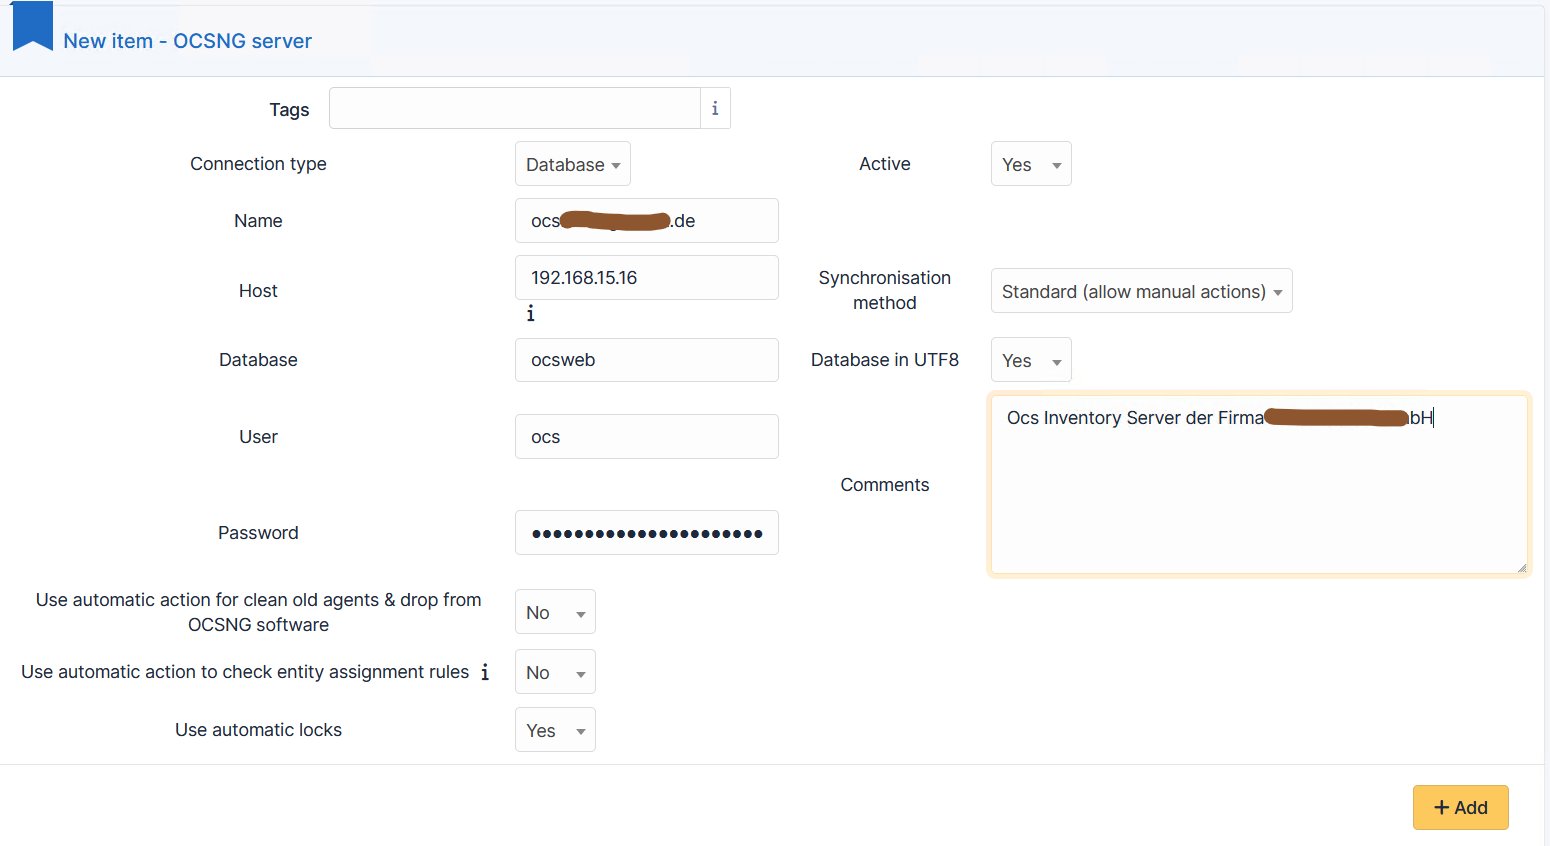 New item - OCSNG server
Tags
i
Connection type
Database
Active
Yes
Name
ocs .de
Host
192.168.15.16
i
Synchronisation
method
Standard (allow manual actions)
Database
ocsweb
Database in UTF8
Yes
User
ocs
Comments
Ocs Inventory Server der Firma bH
Password
●●●●●●●●●●●●●●●●●●●●●●
Use automatic action for clean old agents & drop from
OCSNG software
No
Use automatic action to check entity assignment rules i
No
Use automatic locks
Yes
+ Add